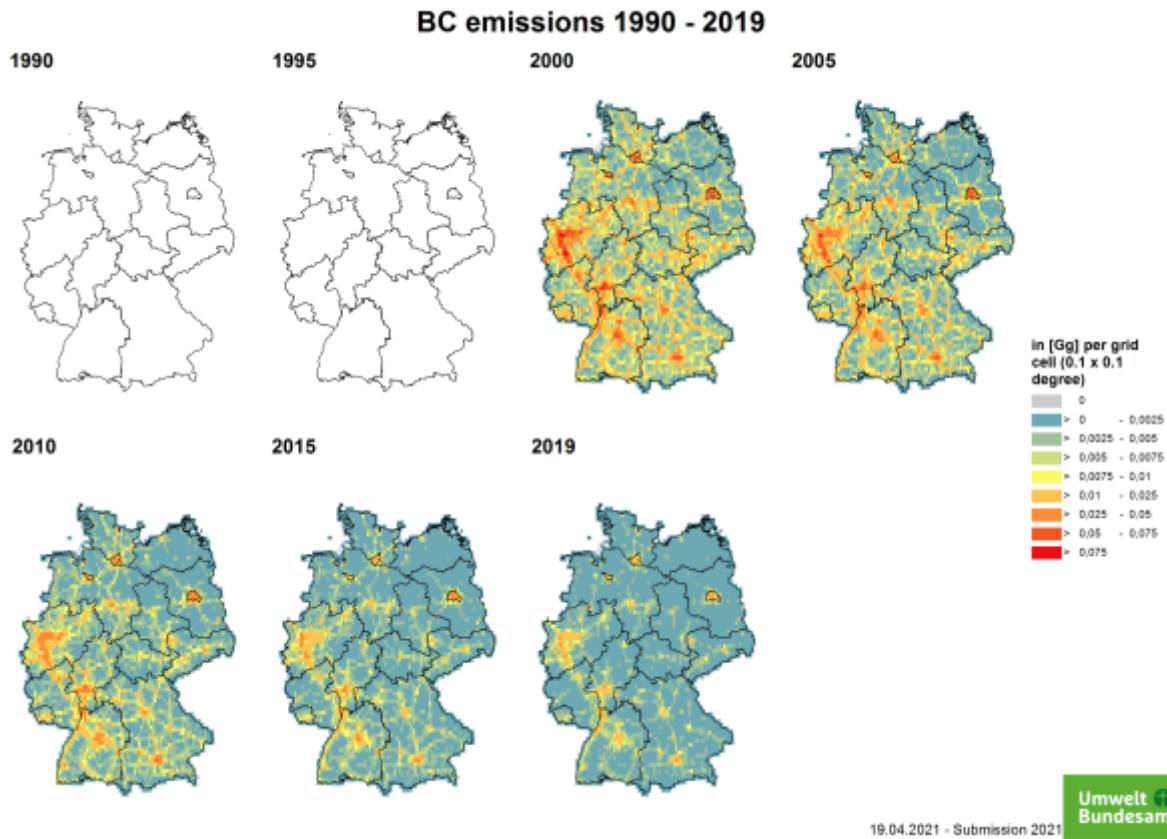 BC emissions 1990 - 2019
1990
1995
2000
2005
in [Gg] per grid
cell (0.1 x 0.1
degree)
0
> 0 - 0,0025
> 0,0025 - 0,005
> 0,005 - 0,0075
> 0,0075 - 0,01
> 0,01 - 0,025
> 0,025 - 0,05
> 0,05 - 0,075
> 0,075
2010
2015
2019
Umwelt
Bundesam
19.04.2021 - Submission 2021